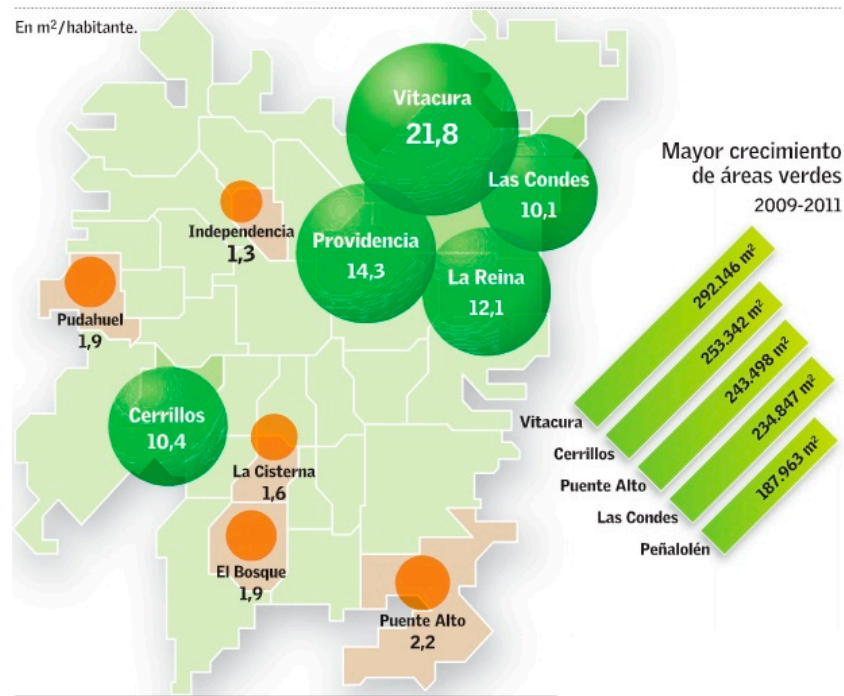 En m²/habitante.
Vitacura
21,8
Las Condes
10,1
Providencia
14,3
La Reina
12,1
Independencia
1,3
Pudahuel
1,9
Cerrillos
10,4
La Cisterna
1,6
El Bosque
1,9
Puente Alto
2,2
Mayor crecimiento
de áreas verdes
2009-2011
Vitacura
292.146 m²
Cerrillos
253.342 m²
Puente Alto
243.498 m²
Las Condes
234.847 m²
Peñalolén
187.963 m²